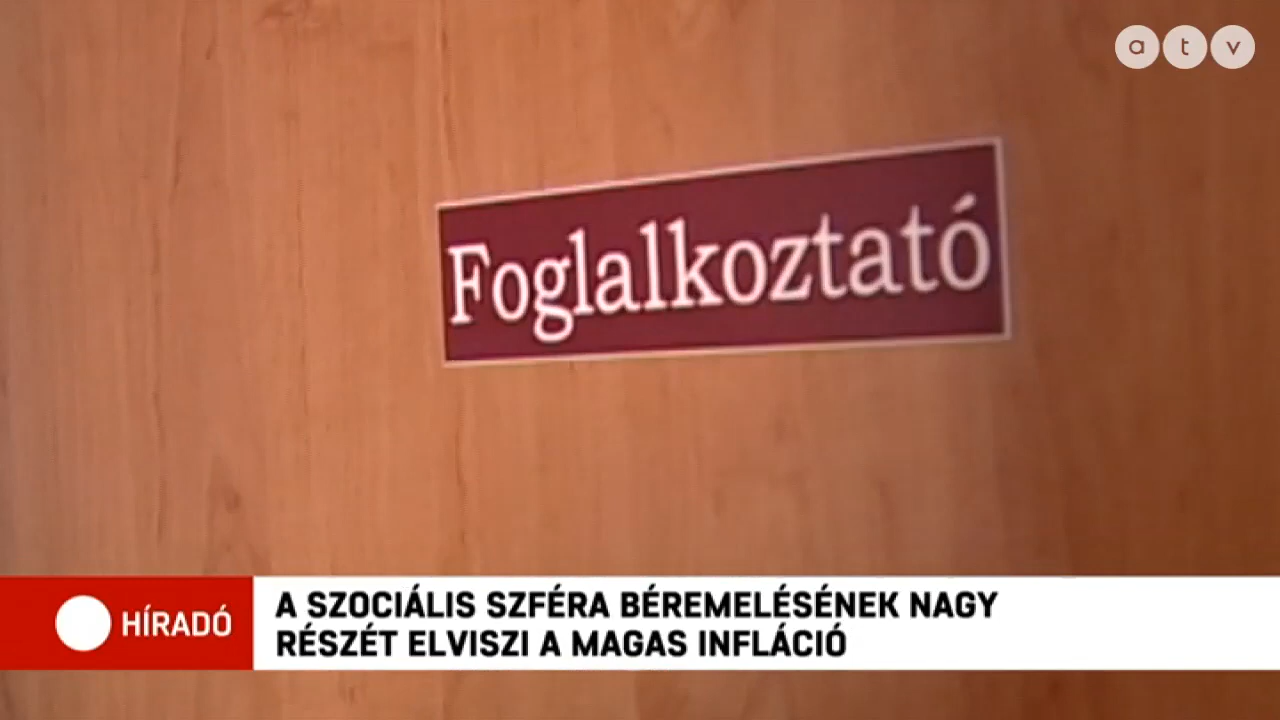 atv
Foglalkoztató
HÍRADÓ
A SZOCIÁLIS SZFÉRA BÉREMELÉSÉNEK NAGY
RÉSZÉT ELVISZI A MAGAS INFLÁCIÓ